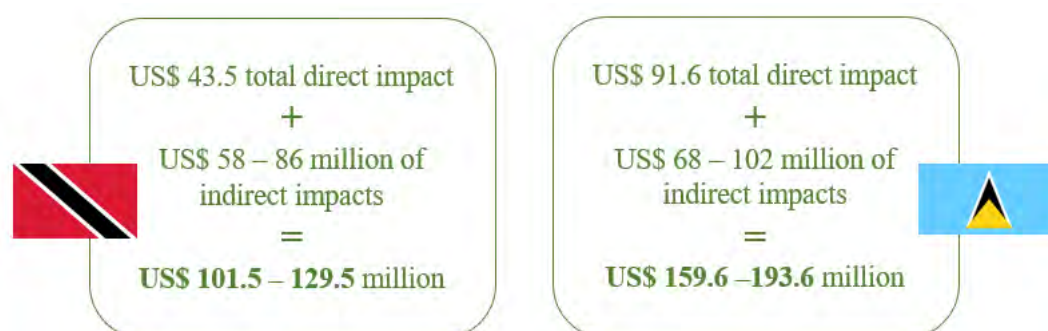 US$ 43.5 total direct impact
+
US$ 58 – 86 million of
indirect impacts
=
US$ 101.5 – 129.5 million
US$ 91.6 total direct impact
+
US$ 68 – 102 million of
indirect impacts
=
US$ 159.6 –193.6 million